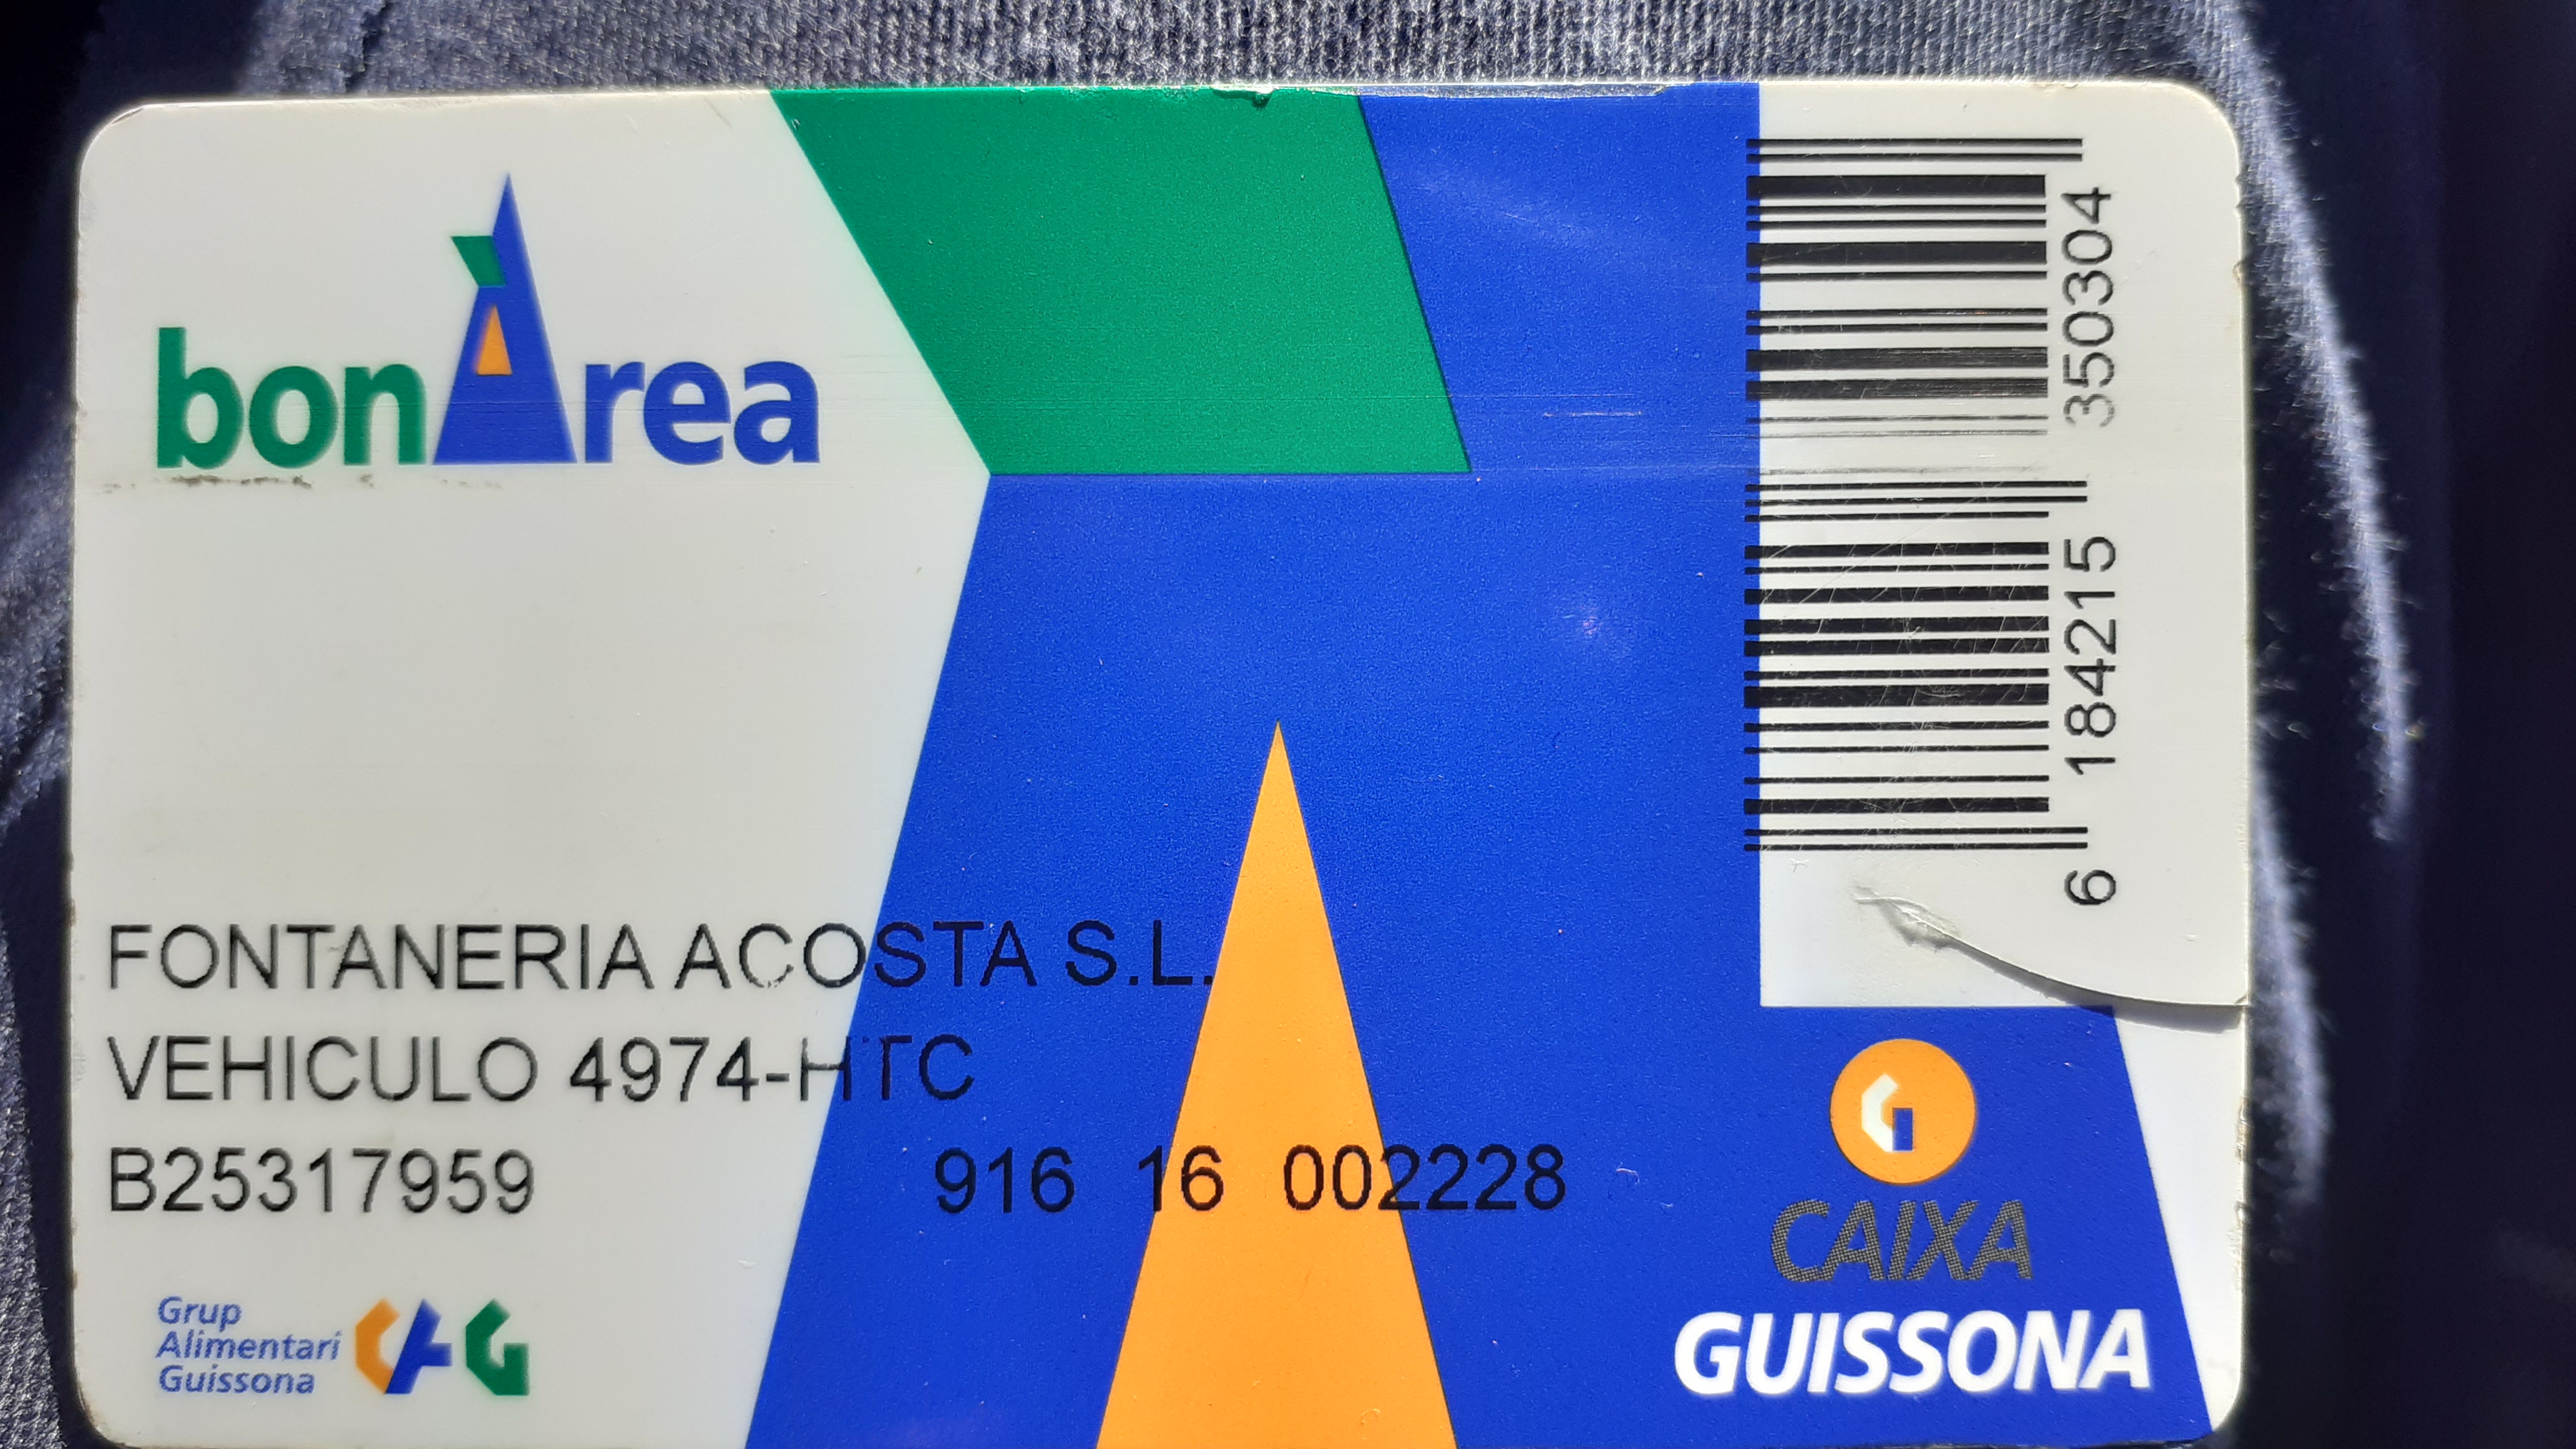 bonÀrea
FONTANERIA ACOSTA S.L.
VEHICULO 4974-HTC
B25317959 916 16 002228
Grup
Alimentari
Guissona
CAG
6 184215 350304
CAIXA
GUISSONA